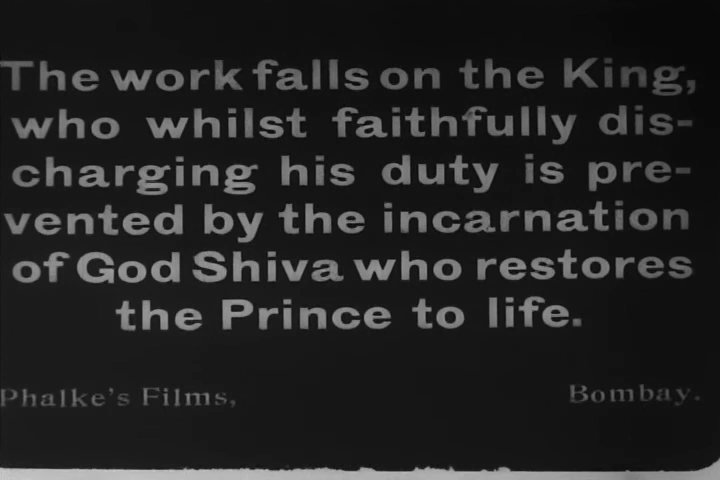 The work falls on the King,
who whilst faithfully dis-
charging his duty is pre-
vented by the incarnation
of God Shiva who restores
the Prince to life.
Phalke's Films, Bombay.